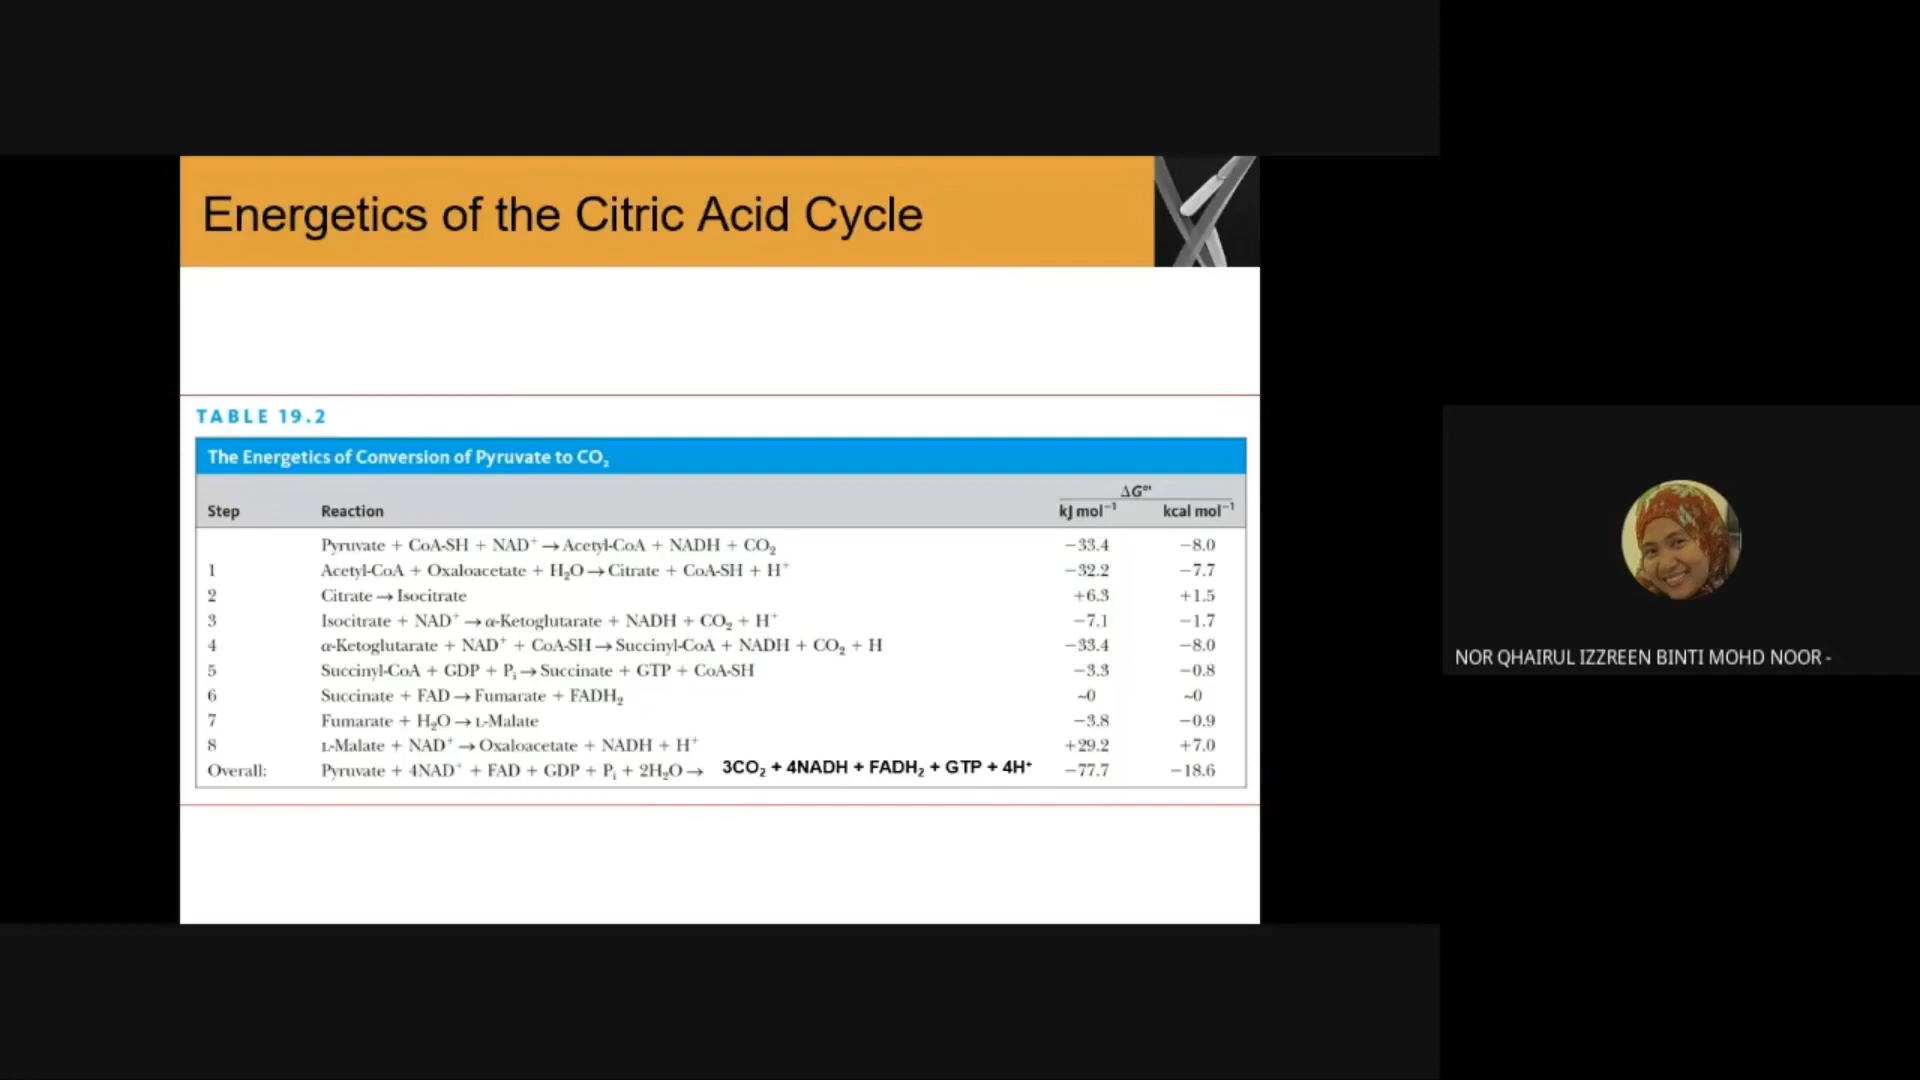 Energetics of the Citric Acid Cycle
TABLE 19.2
The Energetics of Conversion of Pyruvate to CO₂
ΔG°'
Step Reaction kJ mol⁻¹ kcal mol⁻¹
Pyruvate + CoA-SH + NAD⁺ → Acetyl-CoA + NADH + CO₂ −33.4 −8.0
1 Acetyl-CoA + Oxaloacetate + H₂O → Citrate + CoA-SH + H⁺ −32.2 −7.7
2 Citrate → Isocitrate +6.3 +1.5
3 Isocitrate + NAD⁺ → α-Ketoglutarate + NADH + CO₂ + H⁺ −7.1 −1.7
4 α-Ketoglutarate + NAD⁺ + CoA-SH → Succinyl-CoA + NADH + CO₂ + H −33.4 −8.0
5 Succinyl-CoA + GDP + Pᵢ → Succinate + GTP + CoA-SH −3.3 −0.8
6 Succinate + FAD → Fumarate + FADH₂ ~0 ~0
7 Fumarate + H₂O → L-Malate −3.8 −0.9
8 L-Malate + NAD⁺ → Oxaloacetate + NADH + H⁺ +29.2 +7.0
Overall: Pyruvate + 4NAD⁺ + FAD + GDP + Pᵢ + 2H₂O → 3CO₂ + 4NADH + FADH₂ + GTP + 4H⁺ −77.7 −18.6
NOR QHAIRUL IZZREEN BINTI MOHD NOOR -